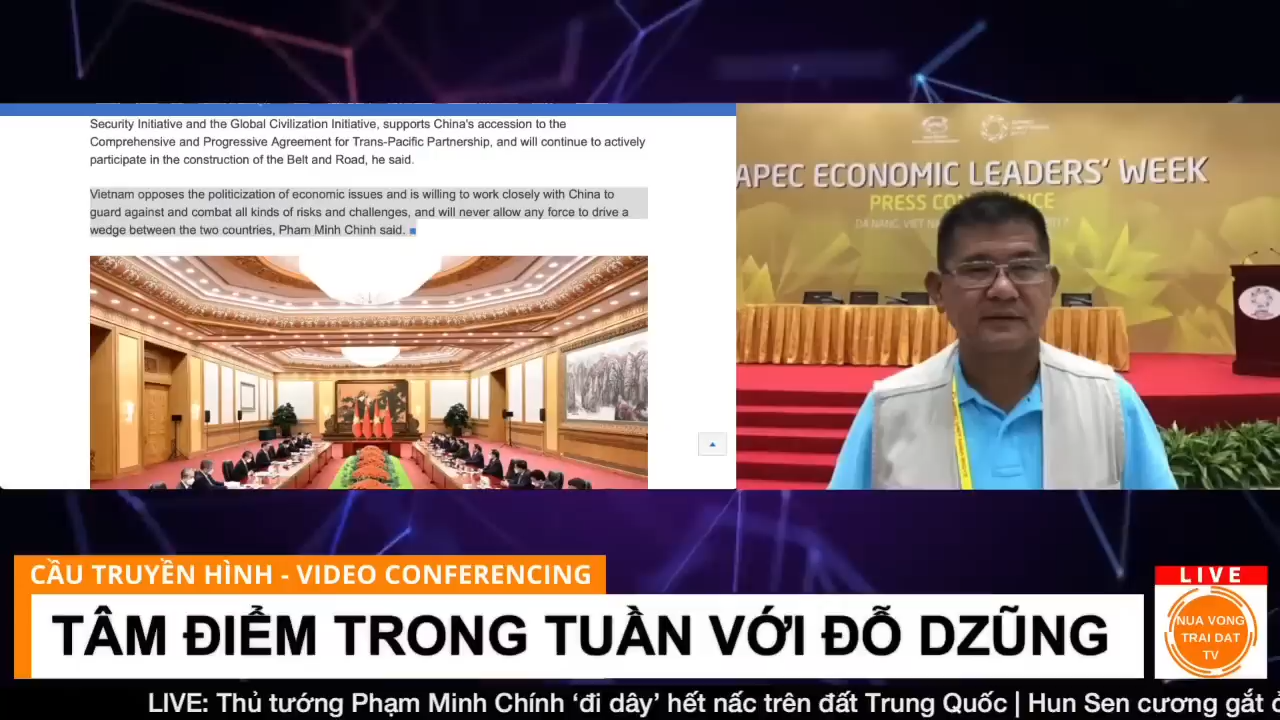 Security Initiative and the Global Civilization Initiative, supports China's accession to the
Comprehensive and Progressive Agreement for Trans-Pacific Partnership, and will continue to actively
participate in the construction of the Belt and Road, he said.
Vietnam opposes the politicization of economic issues and is willing to work closely with China to
guard against and combat all kinds of risks and challenges, and will never allow any force to drive a
wedge between the two countries, Pham Minh Chinh said.
APEC ECONOMIC LEADERS' WEEK
PRESS CONFERENCE
CẦU TRUYỀN HÌNH - VIDEO CONFERENCING
TÂM ĐIỂM TRONG TUẦN VỚI ĐỖ DZŨNG
LIVE
NUA VONG
TRAI DAT
TV
LIVE: Thủ tướng Phạm Minh Chính ‘đi dây’ hết nấc trên đất Trung Quốc | Hun Sen cương gắt